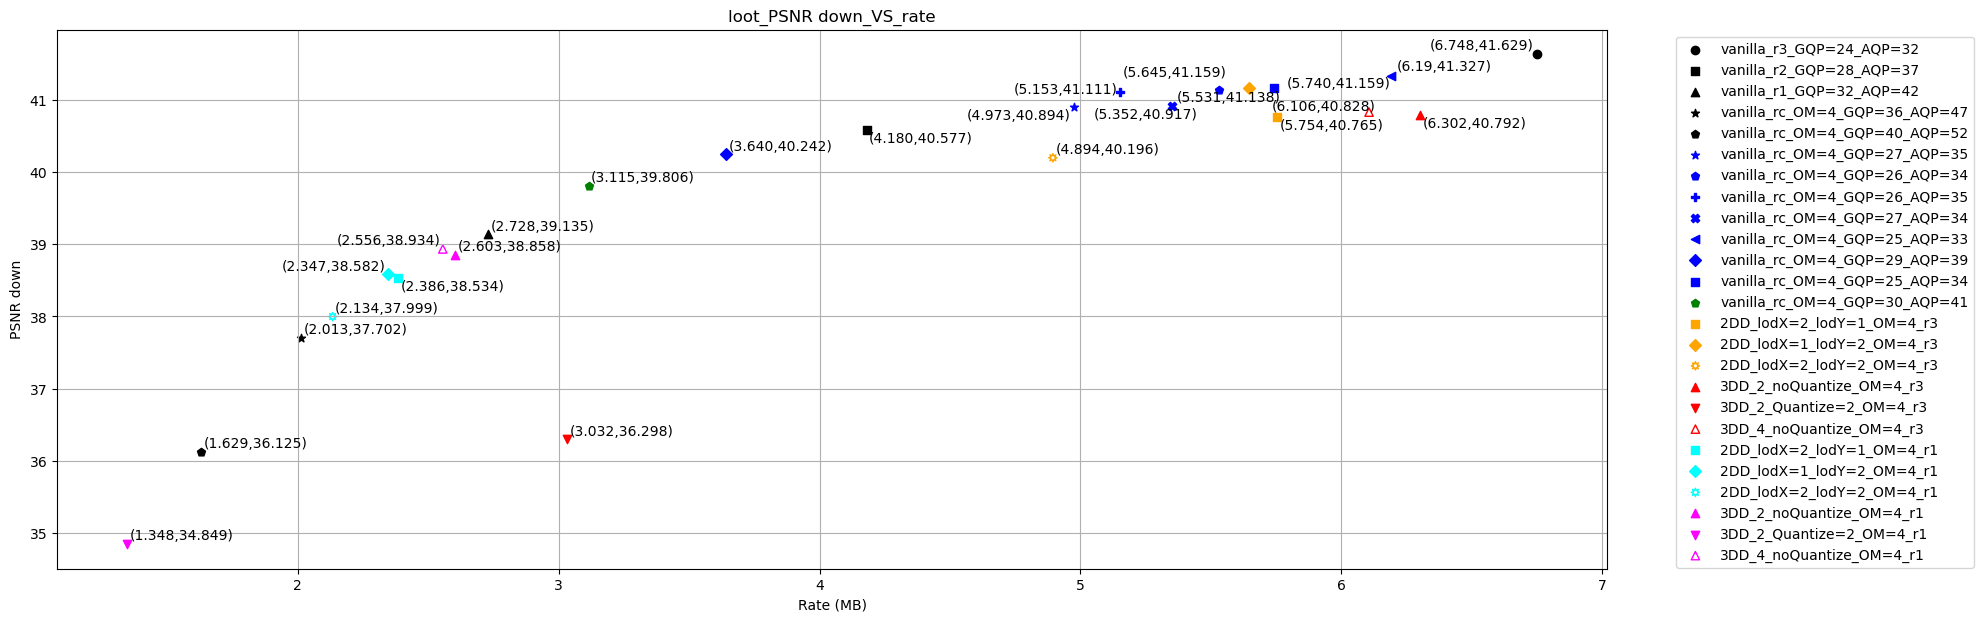 loot_PSNR down_VS_rate
(6.748,41.629)
(5.645,41.159)
(6.19,41.327)
(5.153,41.111)
(5.740,41.159)
(5.531,41.138)
(6.106,40.828)
(4.973,40.894)
(5.352,40.917)
(5.754,40.765)
(6.302,40.792)
(4.180,40.577)
(3.640,40.242)
(4.894,40.196)
(3.115,39.806)
(2.728,39.135)
(2.556,38.934)
(2.603,38.858)
(2.347,38.582)
(2.386,38.534)
(2.134,37.999)
(2.013,37.702)
(3.032,36.298)
(1.629,36.125)
(1.348,34.849)
41
40
39
38
37
36
35
PSNR down
2
3
4
5
6
7
Rate (MB)
vanilla_r3_GQP=24_AQP=32
vanilla_r2_GQP=28_AQP=37
vanilla_r1_GQP=32_AQP=42
vanilla_rc_OM=4_GQP=36_AQP=47
vanilla_rc_OM=4_GQP=40_AQP=52
vanilla_rc_OM=4_GQP=27_AQP=35
vanilla_rc_OM=4_GQP=26_AQP=34
vanilla_rc_OM=4_GQP=26_AQP=35
vanilla_rc_OM=4_GQP=27_AQP=34
vanilla_rc_OM=4_GQP=25_AQP=33
vanilla_rc_OM=4_GQP=29_AQP=39
vanilla_rc_OM=4_GQP=25_AQP=34
vanilla_rc_OM=4_GQP=30_AQP=41
2DD_lodX=2_lodY=1_OM=4_r3
2DD_lodX=1_lodY=2_OM=4_r3
2DD_lodX=2_lodY=2_OM=4_r3
3DD_2_noQuantize_OM=4_r3
3DD_2_Quantize=2_OM=4_r3
3DD_4_noQuantize_OM=4_r3
2DD_lodX=2_lodY=1_OM=4_r1
2DD_lodX=1_lodY=2_OM=4_r1
2DD_lodX=2_lodY=2_OM=4_r1
3DD_2_noQuantize_OM=4_r1
3DD_2_Quantize=2_OM=4_r1
3DD_4_noQuantize_OM=4_r1